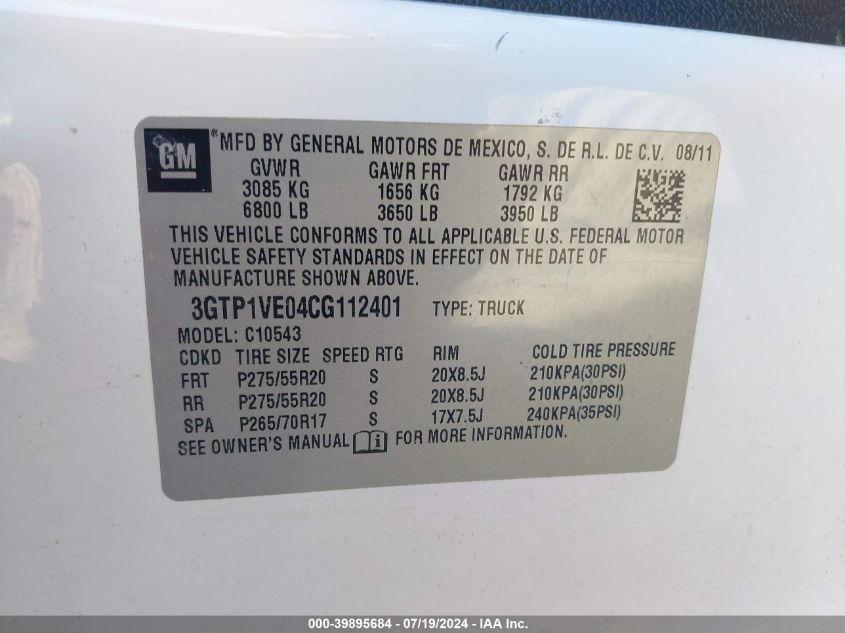 GM
® MFD BY GENERAL MOTORS DE MEXICO, S. DE R.L. DE C.V. 08/11
GVWR GAWR FRT GAWR RR
3085 KG 1656 KG 1792 KG
6800 LB 3650 LB 3950 LB
THIS VEHICLE CONFORMS TO ALL APPLICABLE U.S. FEDERAL MOTOR
VEHICLE SAFETY STANDARDS IN EFFECT ON THE DATE OF
MANUFACTURE SHOWN ABOVE.
3GTP1VE04CG112401 TYPE: TRUCK
MODEL: C10543
CDKD TIRE SIZE SPEED RTG RIM COLD TIRE PRESSURE
FRT P275/55R20 S 20X8.5J 210KPA(30PSI)
RR P275/55R20 S 20X8.5J 210KPA(30PSI)
SPA P265/70R17 S 17X7.5J 240KPA(35PSI)
SEE OWNER'S MANUAL FOR MORE INFORMATION.
000-39895684 - 07/19/2024 - IAA Inc.